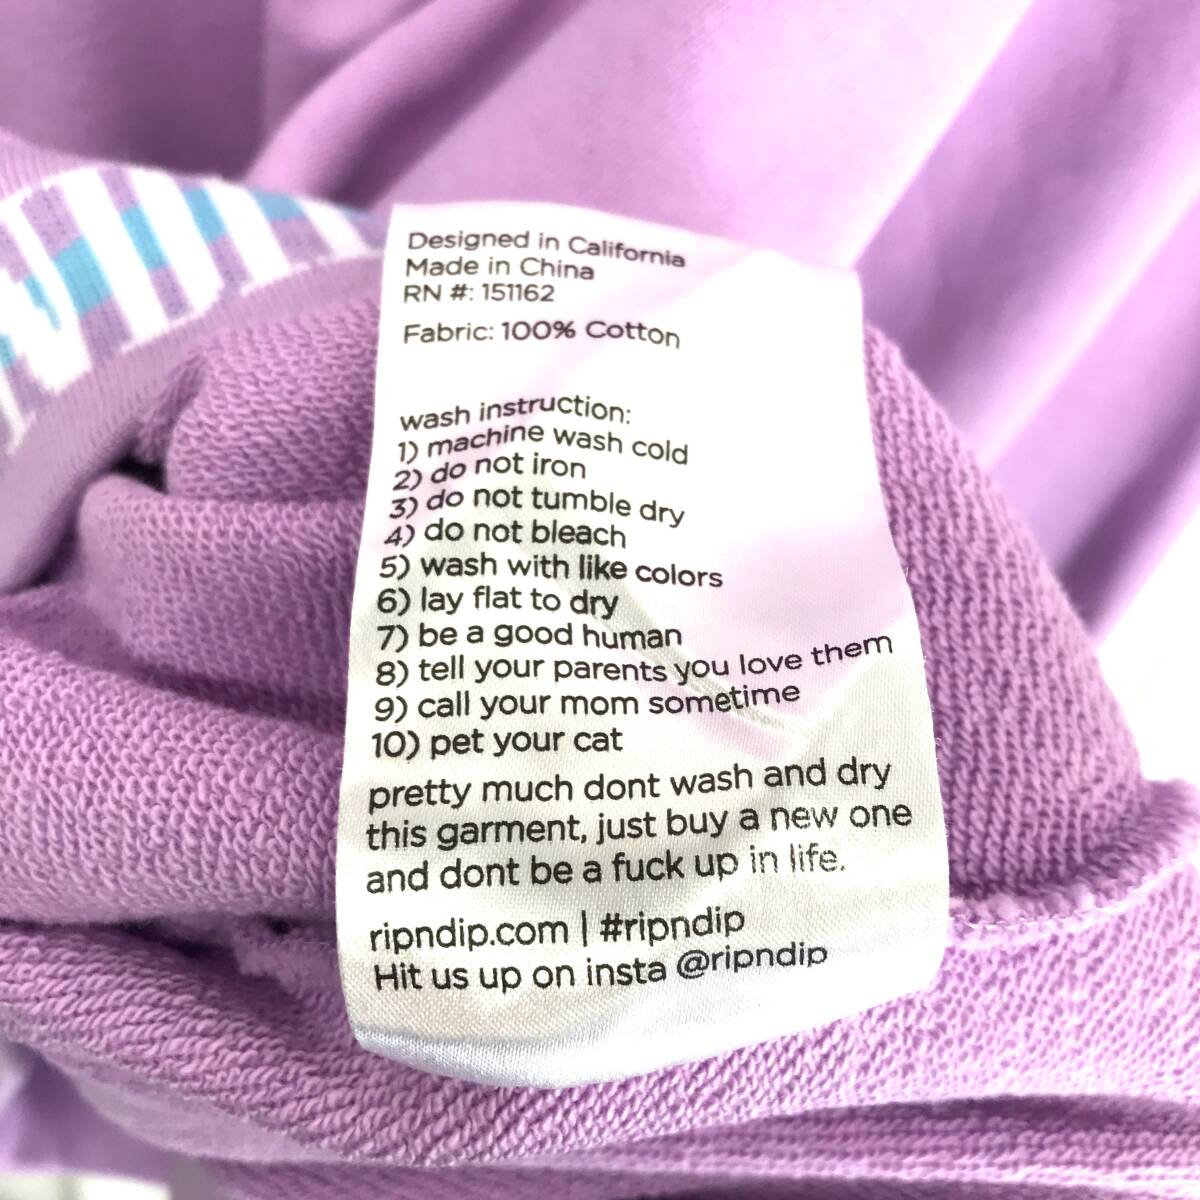 Designed in California
Made in China
RN #: 151162
Fabric: 100% Cotton
wash instruction:
1) machine wash cold
2) do not iron
3) do not tumble dry
4) do not bleach
5) wash with like colors
6) lay flat to dry
7) be a good human
8) tell your parents you love them
9) call your mom sometime
10) pet your cat
pretty much dont wash and dry
this garment, just buy a new one
and dont be a fuck up in life.
ripndip.com | #ripndip
Hit us up on insta @ripndip